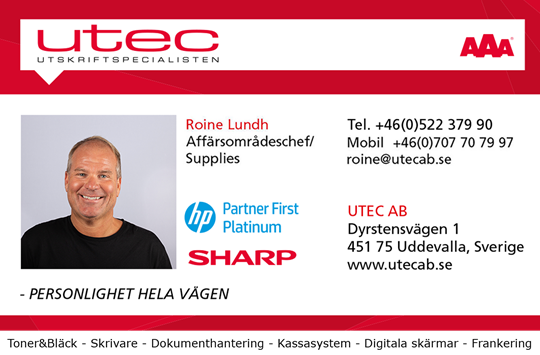 utec
UTSKRIFTSPECIALISTEN
AAA
Roine Lundh
Affärsområdeschef/
Supplies
Tel. +46(0)522 379 90
Mobil +46(0)707 70 79 97
roine@utecab.se
hp Partner First
Platinum
SHARP
UTEC AB
Dyrstensvägen 1
451 75 Uddevalla, Sverige
www.utecab.se
- PERSONLIGHET HELA VÄGEN
Toner&Bläck - Skrivare - Dokumenthantering - Kassasystem - Digitala skärmar - Frankering